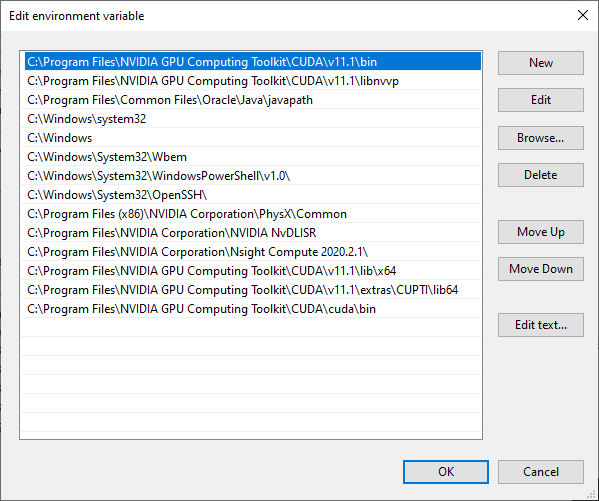 Edit environment variable
C:\Program Files\NVIDIA GPU Computing Toolkit\CUDA\v11.1\bin
C:\Program Files\NVIDIA GPU Computing Toolkit\CUDA\v11.1\libnvvp
C:\Program Files\Common Files\Oracle\Java\javapath
C:\Windows\system32
C:\Windows
C:\Windows\System32\Wbem
C:\Windows\System32\WindowsPowerShell\v1.0\
C:\Windows\System32\OpenSSH\
C:\Program Files (x86)\NVIDIA Corporation\PhysX\Common
C:\Program Files\NVIDIA Corporation\NVIDIA NvDLISR
C:\Program Files\NVIDIA Corporation\Nsight Compute 2020.2.1\
C:\Program Files\NVIDIA GPU Computing Toolkit\CUDA\v11.1\lib\x64
C:\Program Files\NVIDIA GPU Computing Toolkit\CUDA\v11.1\extras\CUPTI\lib64
C:\Program Files\NVIDIA GPU Computing Toolkit\CUDA\cuda\bin
New
Edit
Browse...
Delete
Move Up
Move Down
Edit text...
OK
Cancel